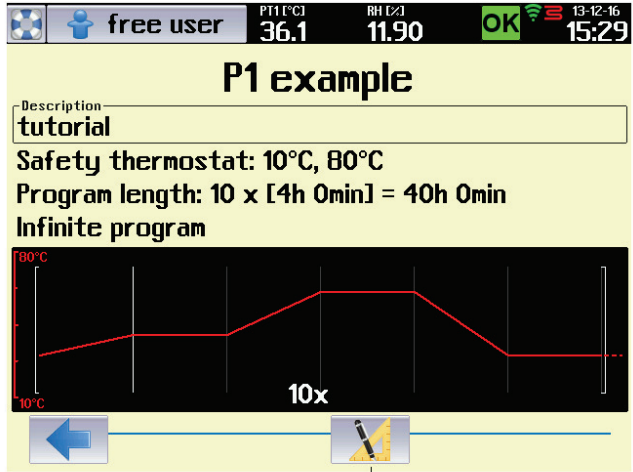 free user
PT1 [°C]
36.1
RH [%]
11.90
OK
13-12-16
15:29
P1 example
Description
tutorial
Safety thermostat: 10°C, 80°C
Program length: 10 x [4h 0min] = 40h 0min
Infinite program
80°C
10°C
10x